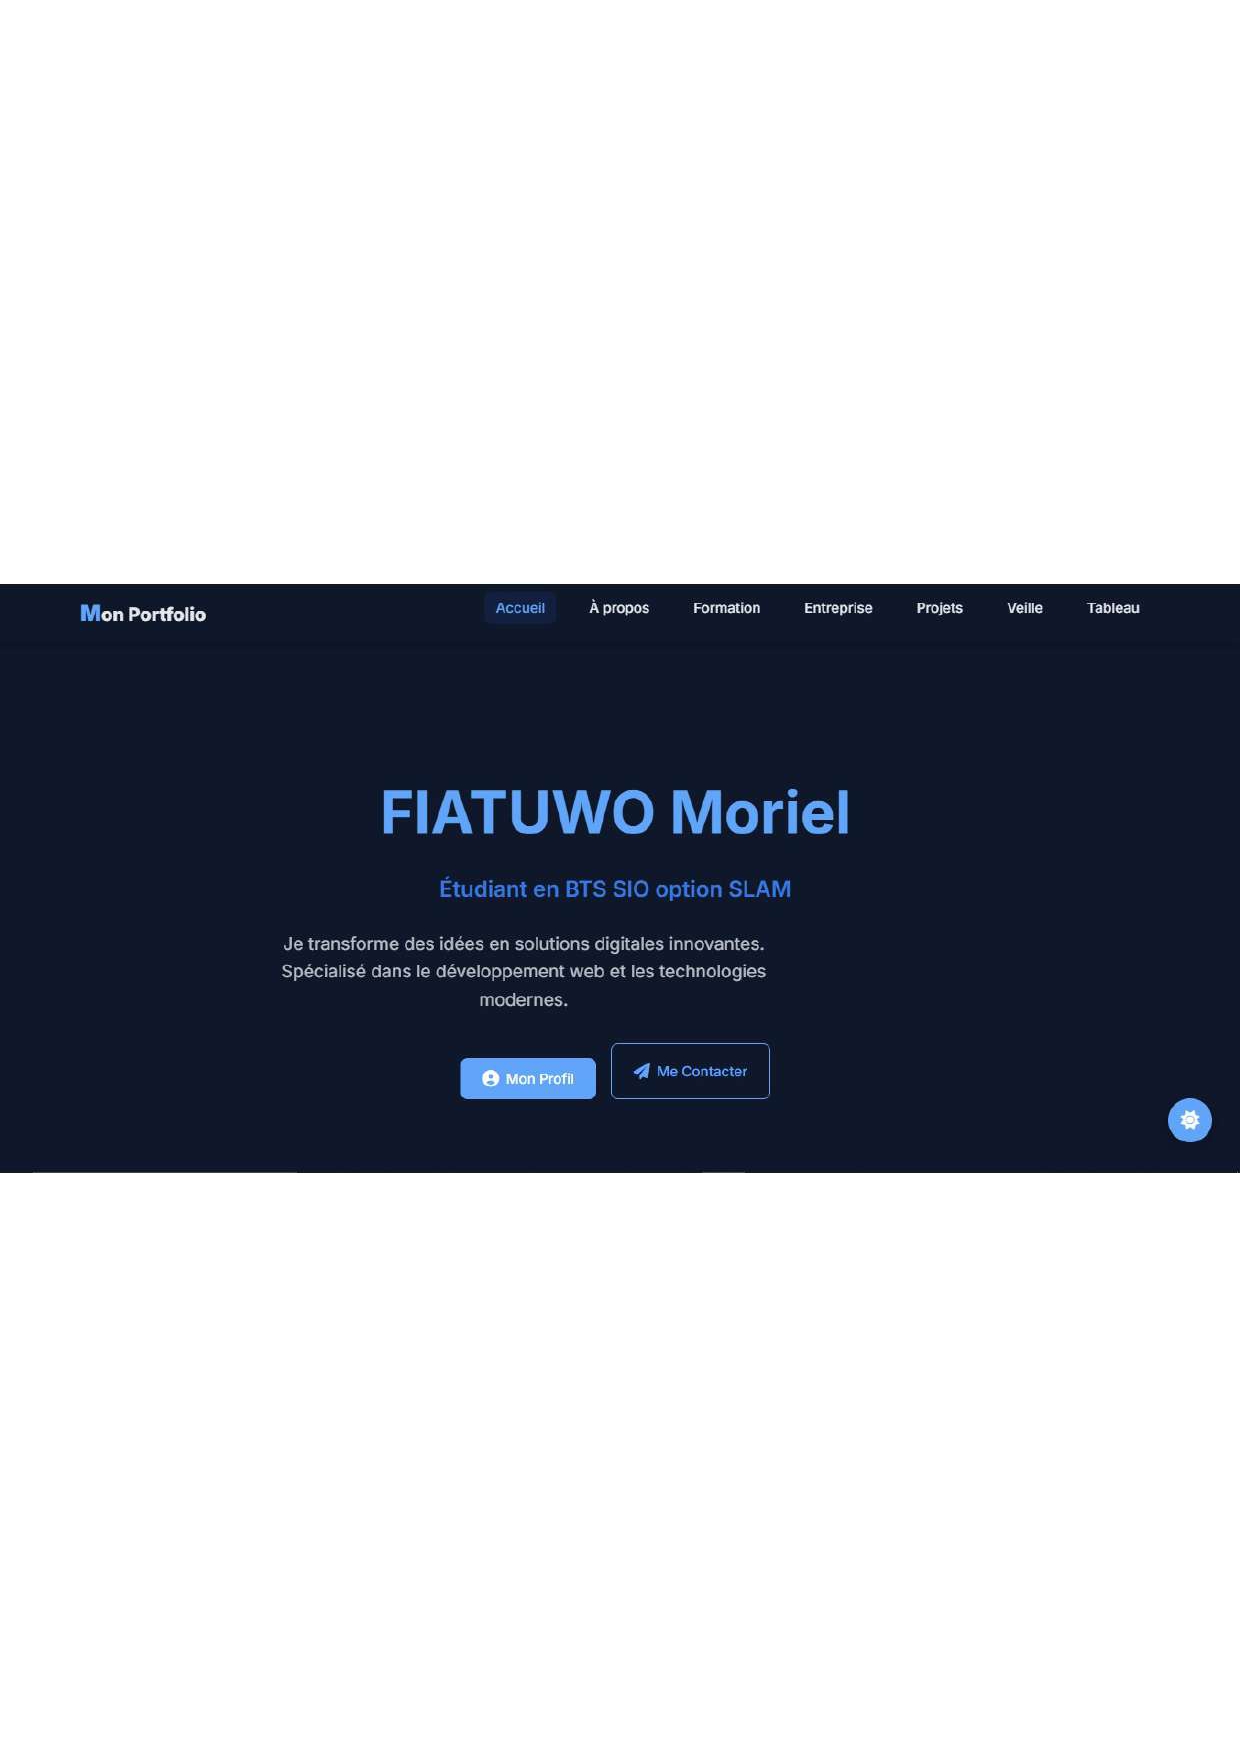 Mon Portfolio
Accueil
À propos
Formation
Entreprise
Projets
Veille
Tableau
FIATUWO Moriel
Étudiant en BTS SIO option SLAM
Je transforme des idées en solutions digitales innovantes.
Spécialisé dans le développement web et les technologies
modernes.
Mon Profil
Me Contacter